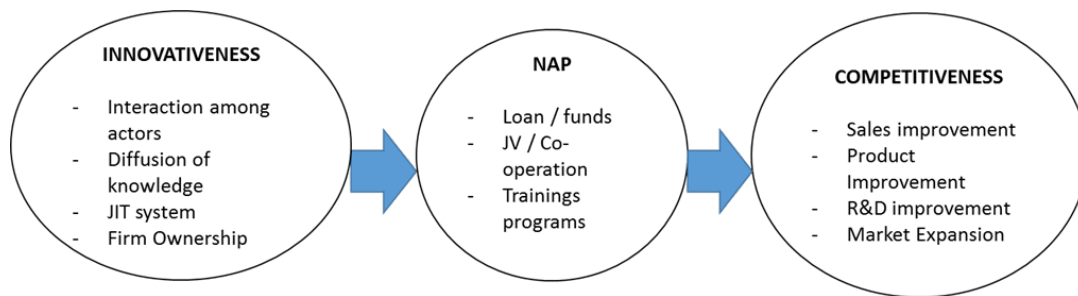 INNOVATIVENESS
- Interaction among
actors
- Diffusion of
knowledge
- JIT system
- Firm Ownership
NAP
- Loan / funds
- JV / Co-
operation
- Trainings
programs
COMPETITIVENESS
- Sales improvement
- Product
Improvement
- R&D improvement
- Market Expansion